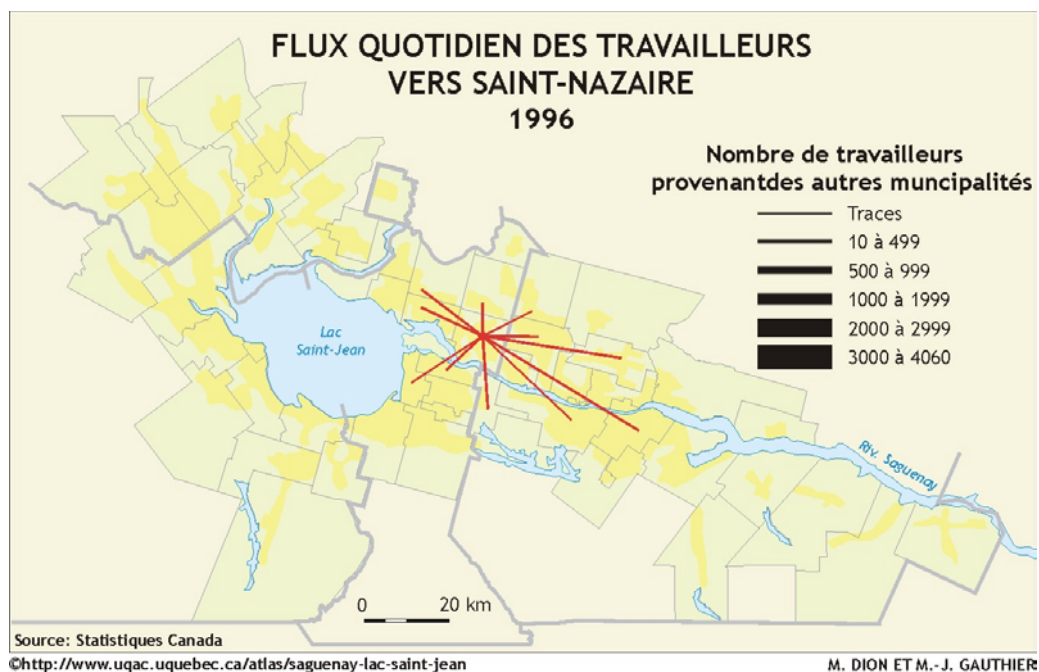 FLUX QUOTIDIEN DES TRAVAILLEURS
VERS SAINT-NAZAIRE
1996
Nombre de travailleurs
provenantdes autres muncipalités
Traces
10 à 499
500 à 999
1000 à 1999
2000 à 2999
3000 à 4060
Lac
Saint-Jean
Riv. Saguenay
0 20 km
Source: Statistiques Canada
©http://www.uqac.uquebec.ca/atlas/saguenay-lac-saint-jean
M. DION ET M.-J. GAUTHIER